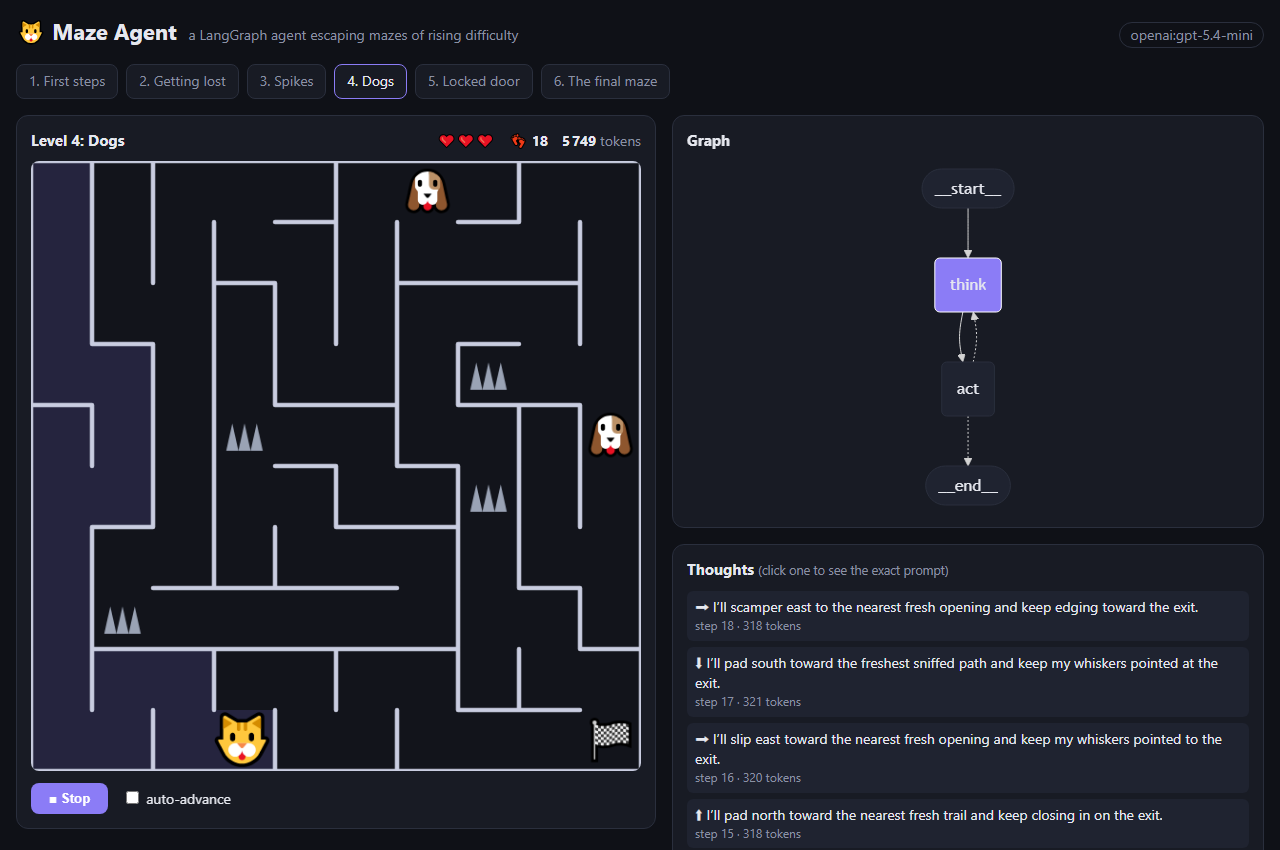 Maze Agent a LangGraph agent escaping mazes of rising difficulty
openai:gpt-5.4-mini
1. First steps
2. Getting lost
3. Spikes
4. Dogs
5. Locked door
6. The final maze
Level 4: Dogs
18
5 749 tokens
Stop
auto-advance
Graph
__start__
think
act
__end__
Thoughts (click one to see the exact prompt)
➡ I’ll scamper east to the nearest fresh opening and keep edging toward the exit.
step 18 · 318 tokens
⬇ I’ll pad south toward the freshest sniffed path and keep my whiskers pointed at the
exit.
step 17 · 321 tokens
➡ I’ll slip east toward the nearest fresh opening and keep my whiskers pointed to the
exit.
step 16 · 320 tokens
⬆ I’ll pad north toward the nearest fresh trail and keep closing in on the exit.
step 15 · 318 tokens